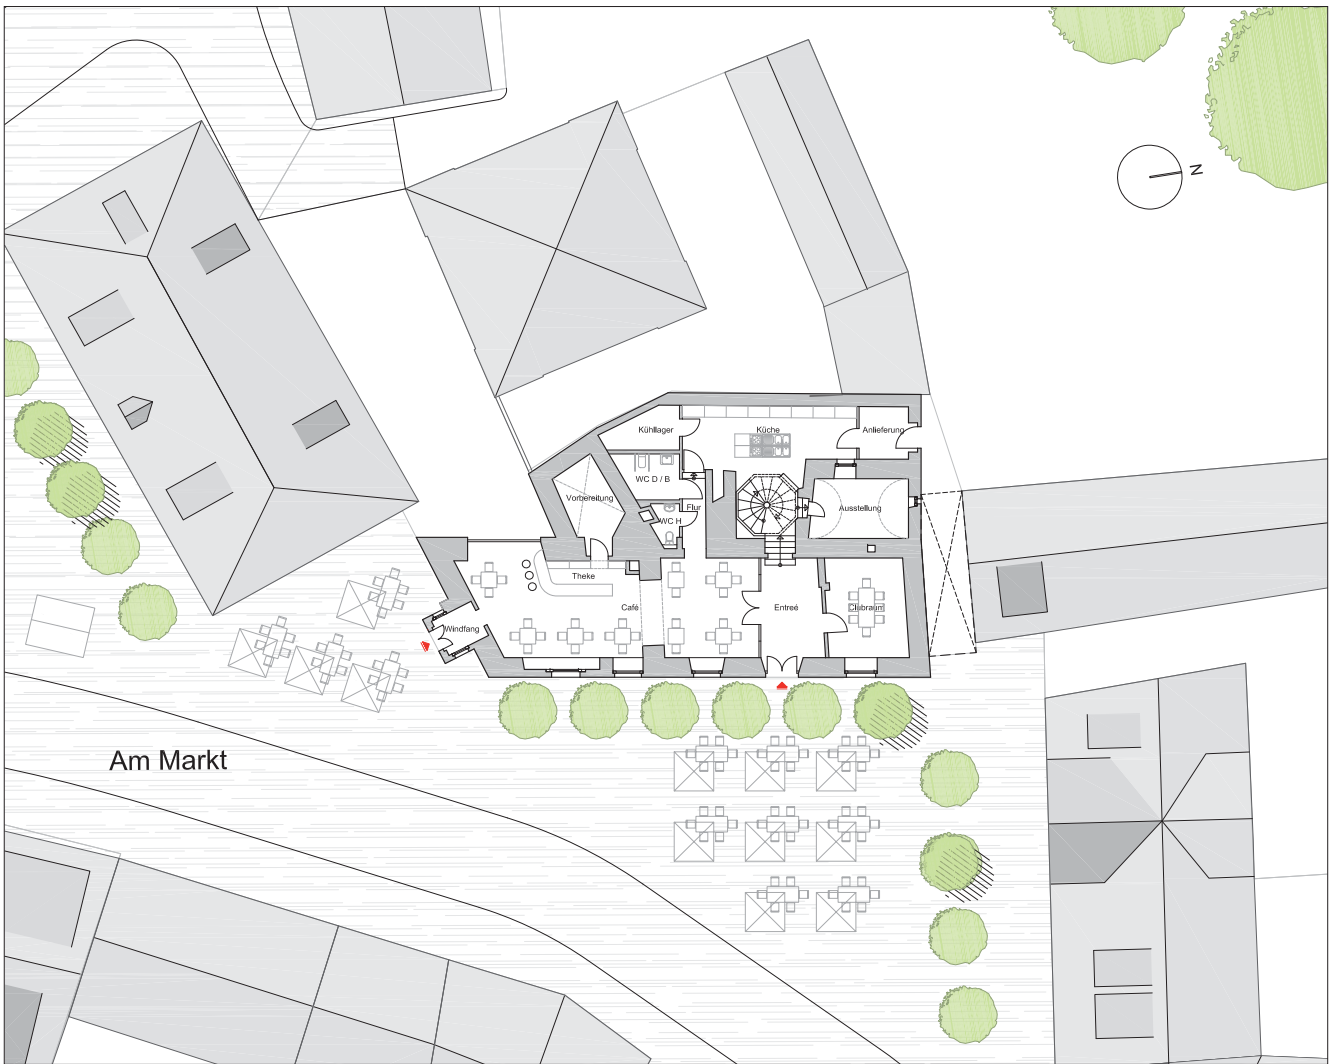 N
Kühllager
Küche
Anlieferung
WC D / B
Vorbereitung
Flur
Ausstellung
WC H
Theke
Café
Entreé
Clubraum
Windfang
Am Markt